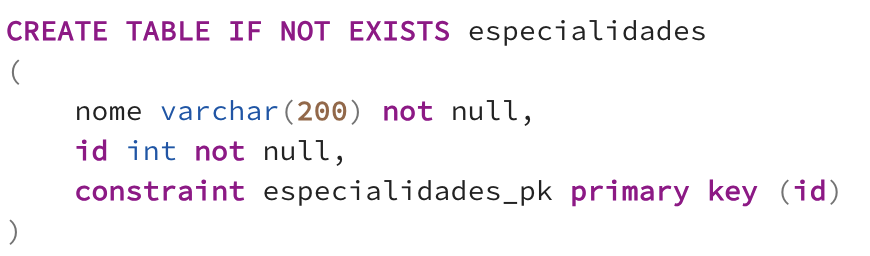 CREATE TABLE IF NOT EXISTS especialidades
(
    nome varchar(200) not null,
    id int not null,
    constraint especialidades_pk primary key (id)
)